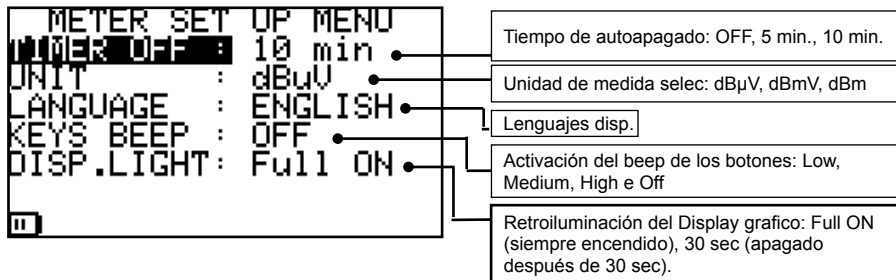 METER SET UP MENU
TIMER OFF : 10 min
UNIT : dBuV
LANGUAGE : ENGLISH
KEYS BEEP : OFF
DISP.LIGHT: Full ON
Tiempo de autoapagado: OFF, 5 min., 10 min.
Unidad de medida selec: dBµV, dBmV, dBm
Lenguajes disp.
Activación del beep de los botones: Low,
Medium, High e Off
Retroiluminación del Display grafico: Full ON
(siempre encendido), 30 sec (apagado
después de 30 sec).